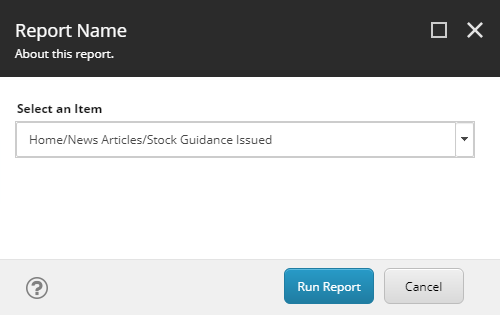 Report Name
About this report.
Select an Item
Home/News Articles/Stock Guidance Issued
?
Run Report
Cancel